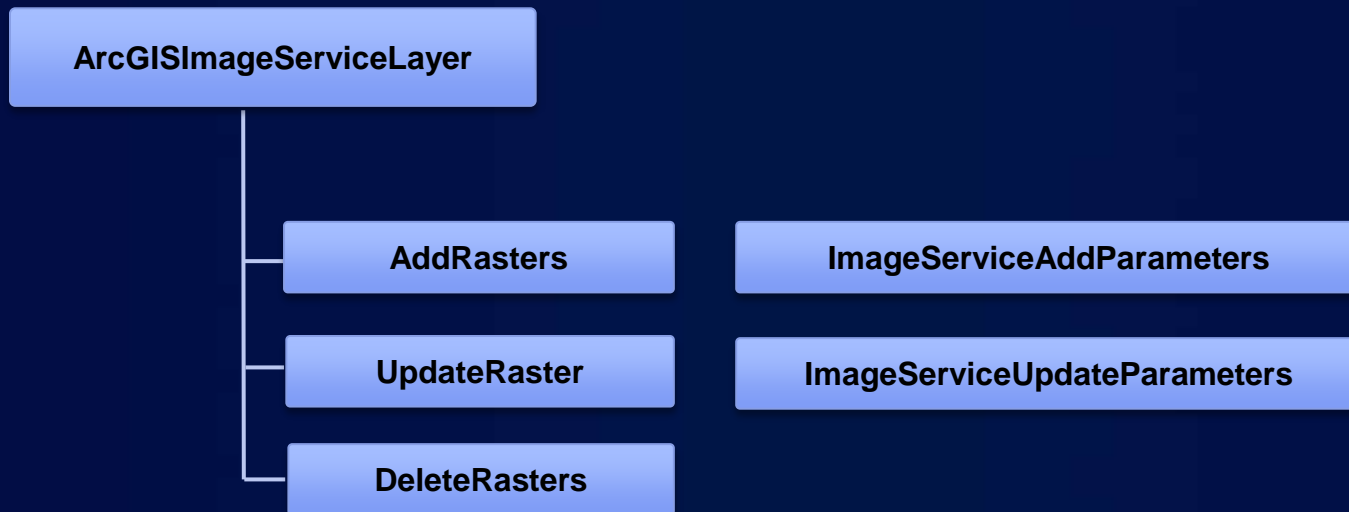 ArcGISImageServiceLayer
AddRasters
ImageServiceAddParameters
UpdateRaster
ImageServiceUpdateParameters
DeleteRasters